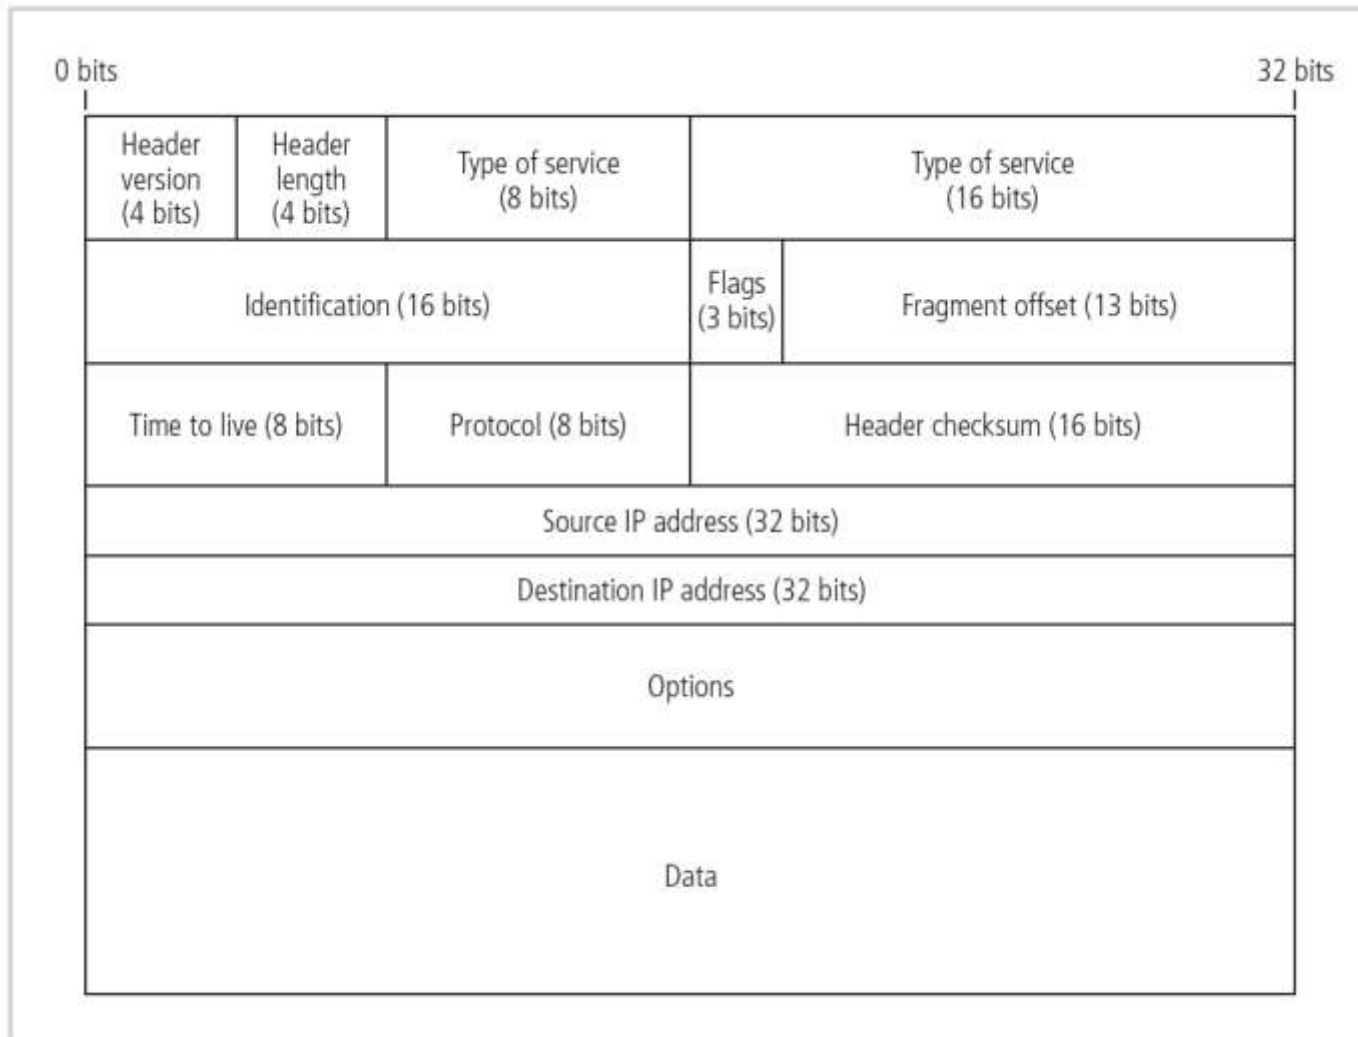 0 bits
32 bits
Header
version
(4 bits)
Header
length
(4 bits)
Type of service
(8 bits)
Type of service
(16 bits)
Identification (16 bits)
Flags
(3 bits)
Fragment offset (13 bits)
Time to live (8 bits)
Protocol (8 bits)
Header checksum (16 bits)
Source IP address (32 bits)
Destination IP address (32 bits)
Options
Data